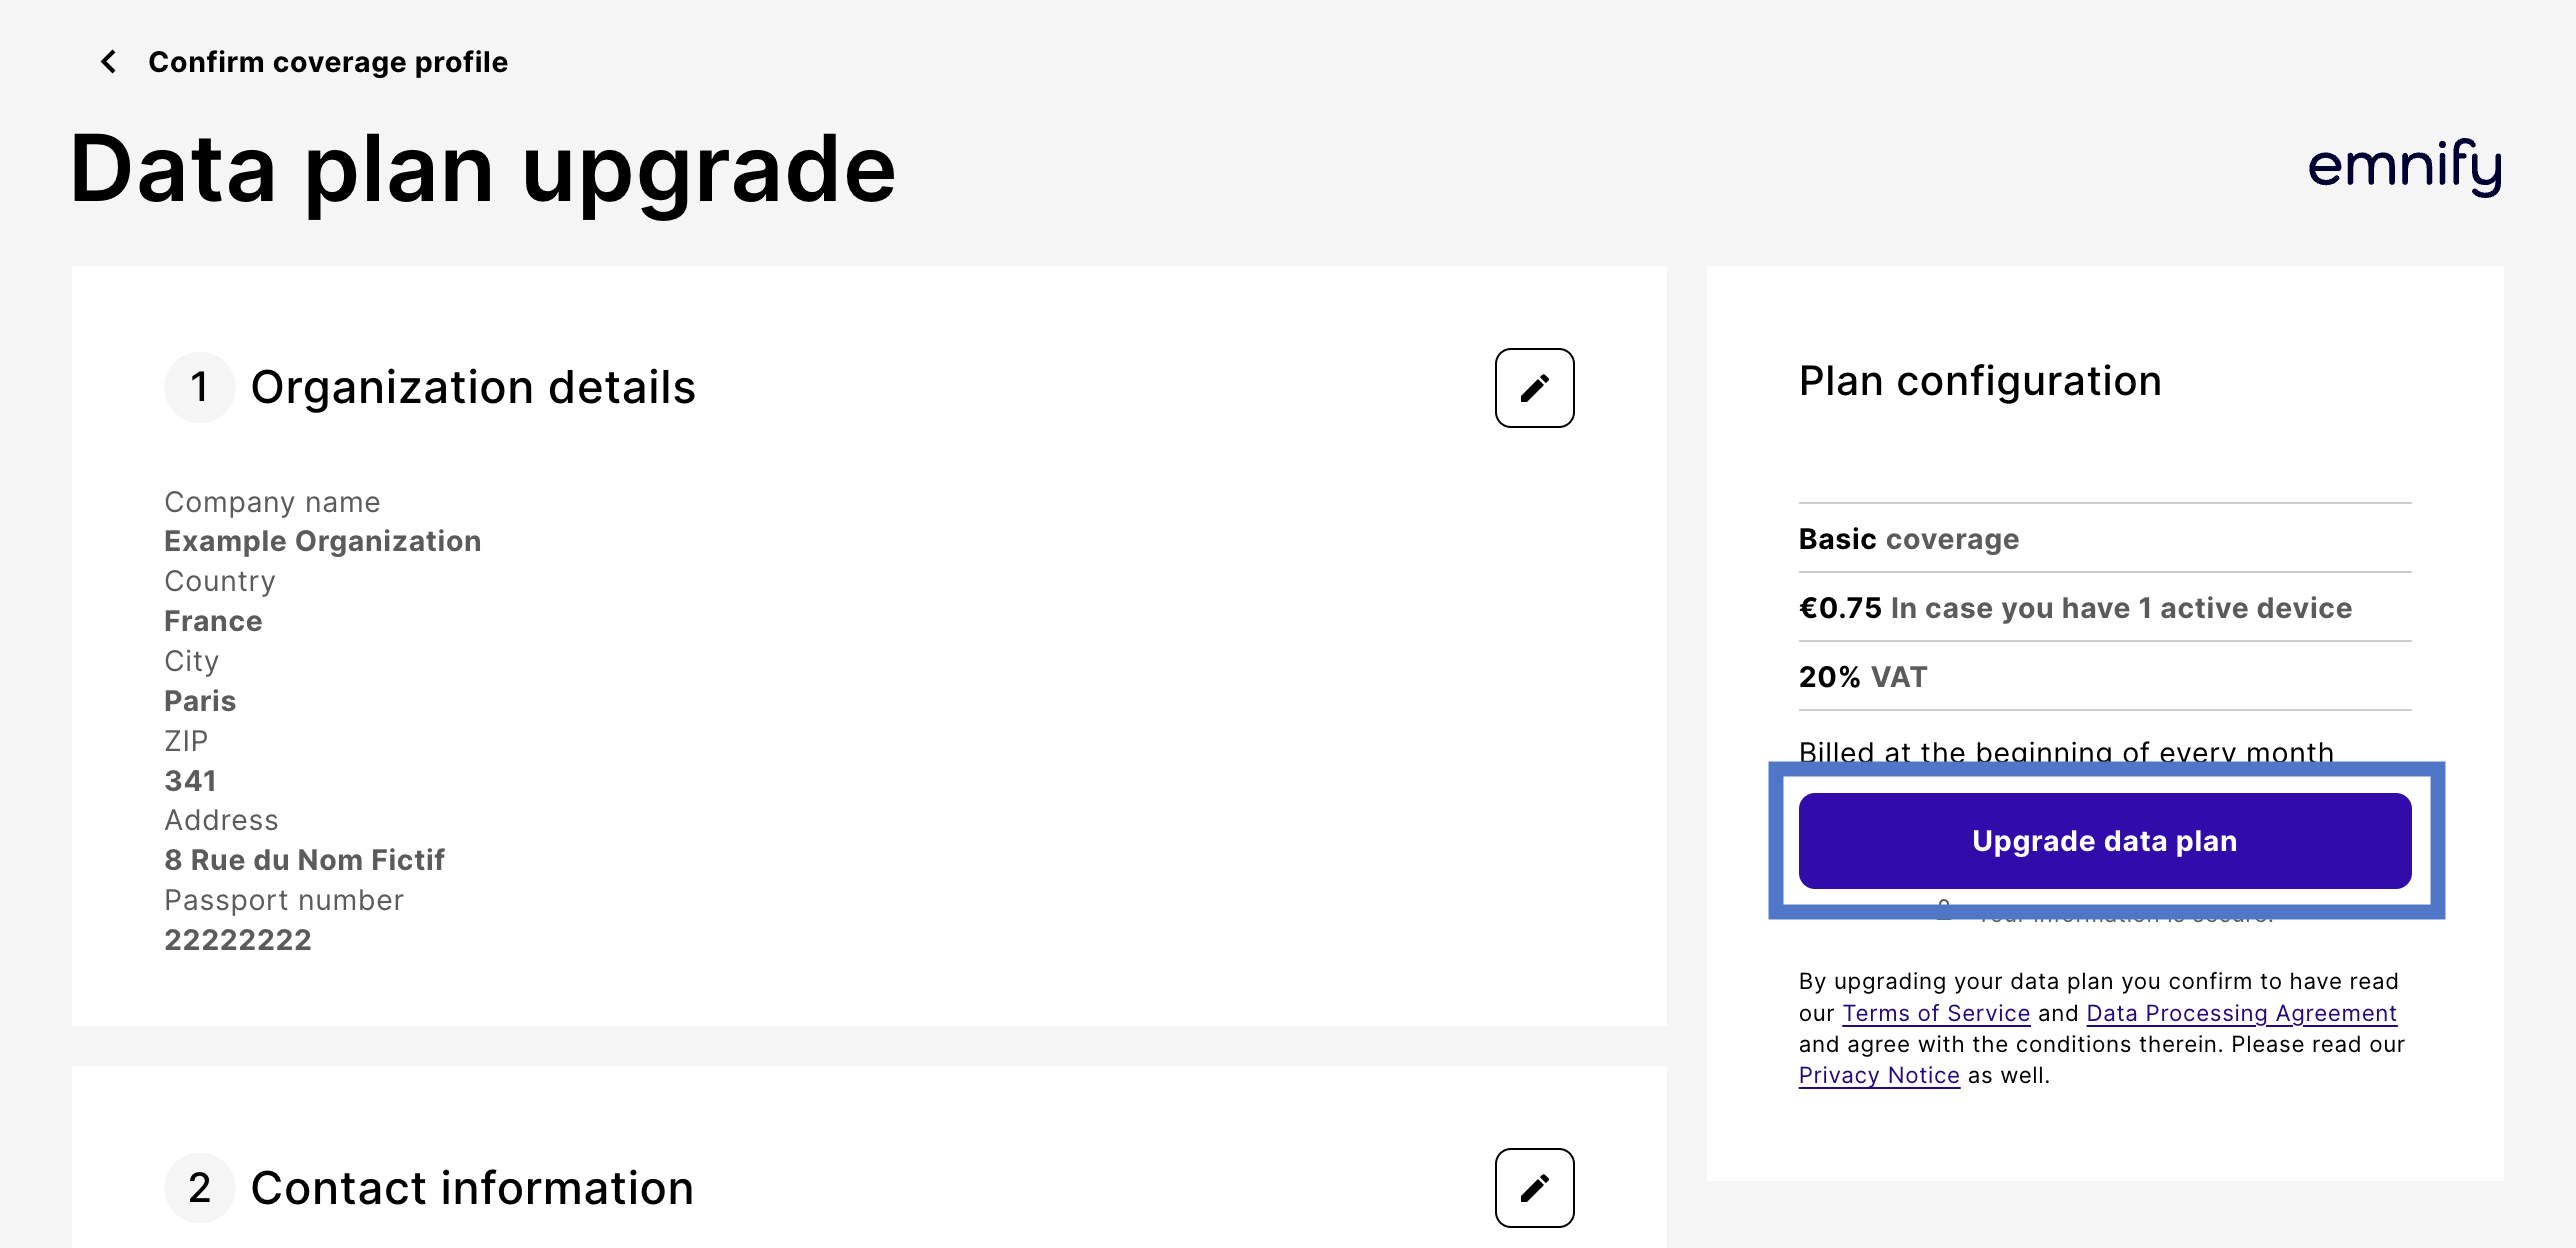 Confirm coverage profile
Data plan upgrade
emnify
1 Organization details
Company name
Example Organization
Country
France
City
Paris
ZIP
341
Address
8 Rue du Nom Fictif
Passport number
22222222
2 Contact information
Plan configuration
Basic coverage
€0.75 In case you have 1 active device
20% VAT
Billed at the beginning of every month
Upgrade data plan
Your information is secure.
By upgrading your data plan you confirm to have read
our Terms of Service and Data Processing Agreement
and agree with the conditions therein. Please read our
Privacy Notice as well.